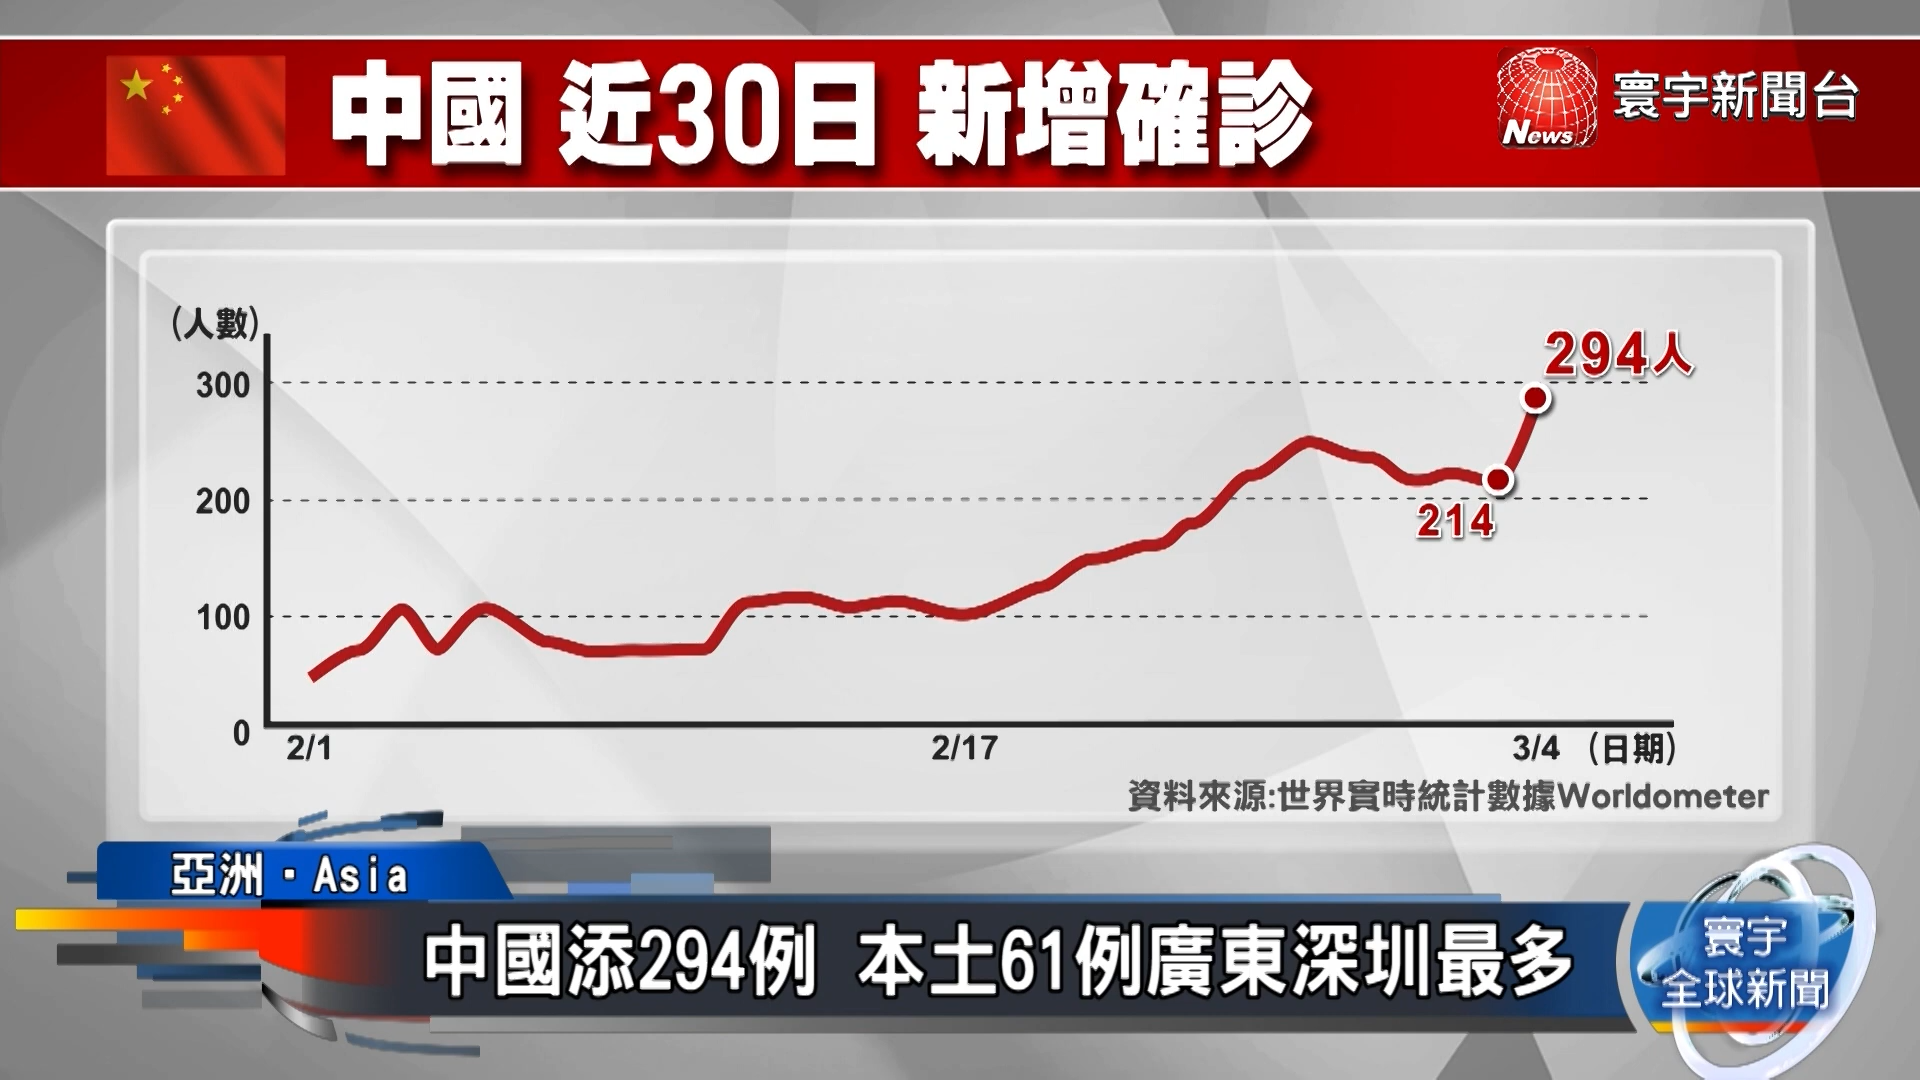 中國 近30日 新增確診
News
寰宇新聞台
(人數)
300
200
100
0
294人
214
2/1
2/17
3/4
(日期)
資料來源:世界實時統計數據Worldometer
亞洲·Asia
中國添294例 本土61例廣東深圳最多
寰宇
全球新聞